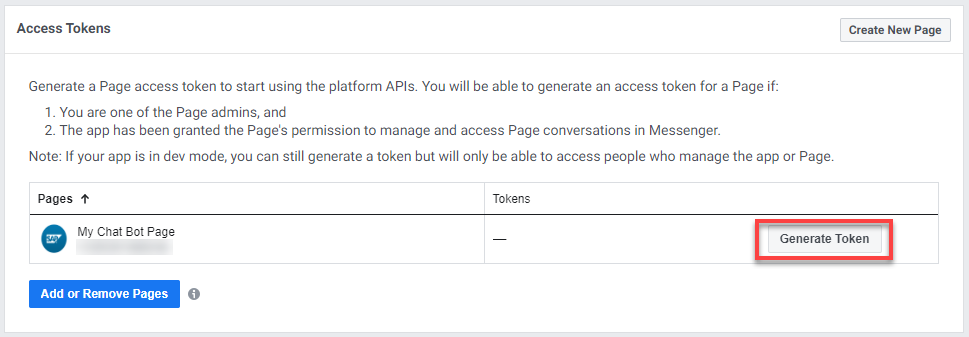 Access Tokens
Create New Page
Generate a Page access token to start using the platform APIs. You will be able to generate an access token for a Page if:
1. You are one of the Page admins, and
2. The app has been granted the Page's permission to manage and access Page conversations in Messenger.
Note: If your app is in dev mode, you can still generate a token but will only be able to access people who manage the app or Page.
Pages ↑
Tokens
SAP
My Chat Bot Page
—
Generate Token
Add or Remove Pages